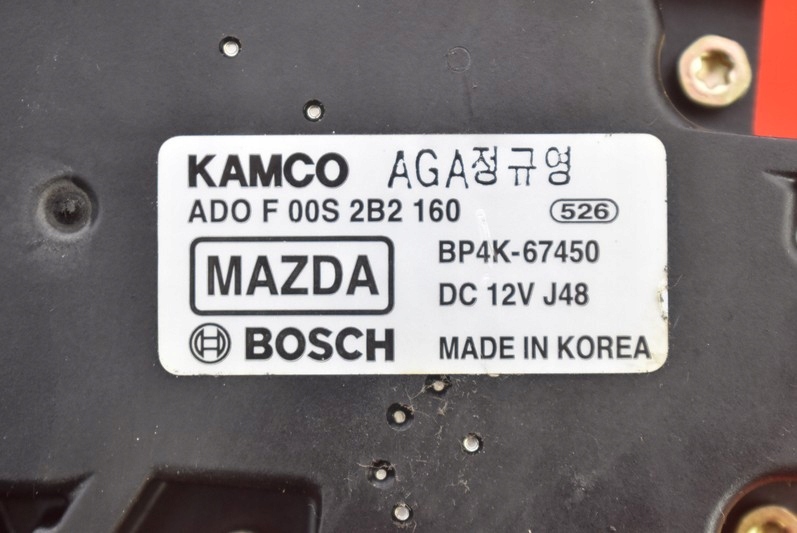 KAMCO AGA정규영
ADO F 00S 2B2 160 526
MAZDA BP4K-67450
DC 12V J48
BOSCH MADE IN KOREA